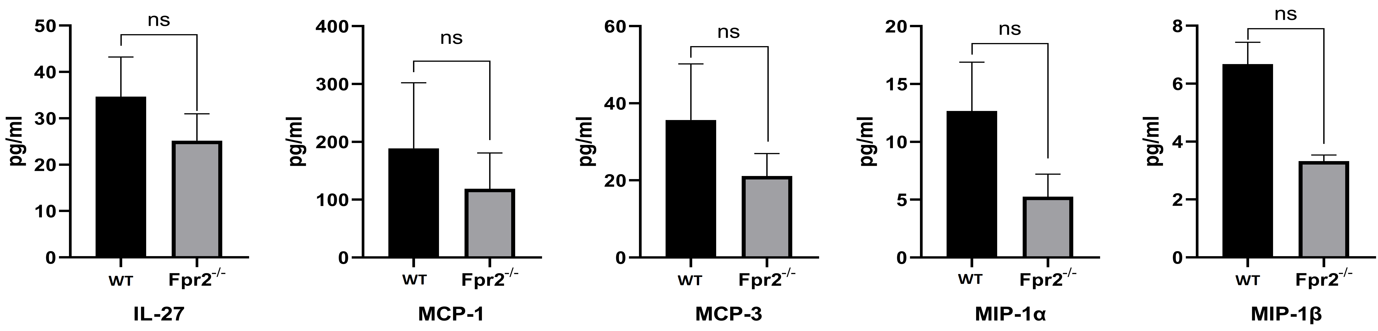 pg/ml
50
40
30
20
10
0
ns
WT
Fpr2-/-
IL-27
pg/ml
400
300
200
100
0
ns
WT
Fpr2-/-
MCP-1
pg/ml
60
40
20
0
ns
WT
Fpr2-/-
MCP-3
pg/ml
20
15
10
5
0
ns
WT
Fpr2-/-
MIP-1α
pg/ml
8
6
4
2
0
ns
WT
Fpr2-/-
MIP-1β